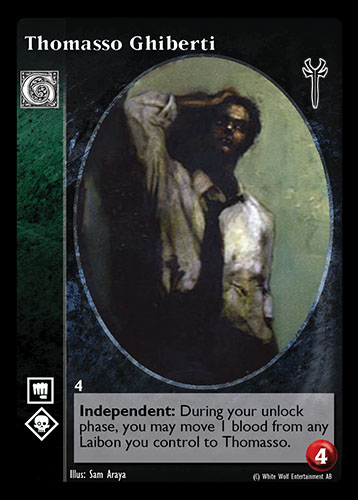 Thomasso Ghiberti
4
Independent: During your unlock
phase, you may move 1 blood from any
Laibon you control to Thomasso.
4
Illus: Sam Araya
(C) White Wolf Entertainment AB